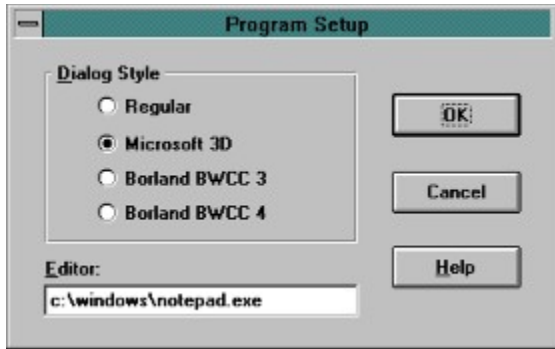 Program Setup
Dialog Style
Regular
Microsoft 3D
Borland BWCC 3
Borland BWCC 4
OK
Cancel
Help
Editor:
c:\windows\notepad.exe